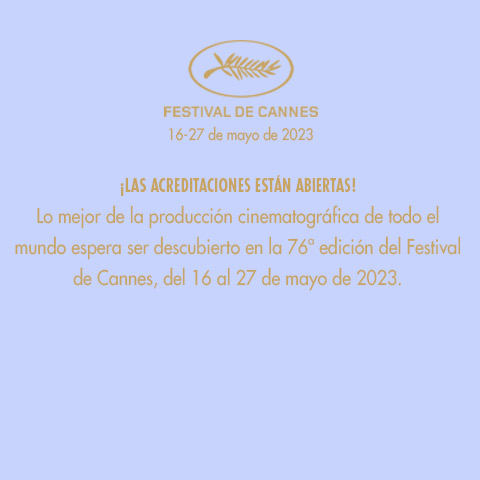 FESTIVAL DE CANNES
16-27 de mayo de 2023
¡LAS ACREDITACIONES ESTÁN ABIERTAS!
Lo mejor de la producción cinematográfica de todo el
mundo espera ser descubierto en la 76ª edición del Festival
de Cannes, del 16 al 27 de mayo de 2023.